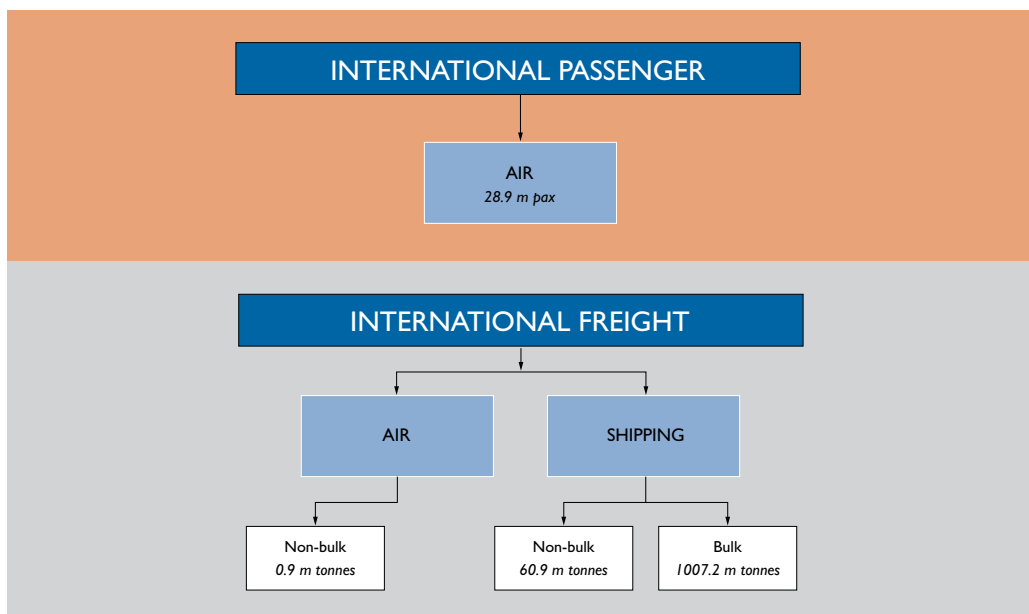 INTERNATIONAL PASSENGER
AIR
28.9 m pax
INTERNATIONAL FREIGHT
AIR
SHIPPING
Non-bulk
0.9 m tonnes
Non-bulk
60.9 m tonnes
Bulk
1007.2 m tonnes